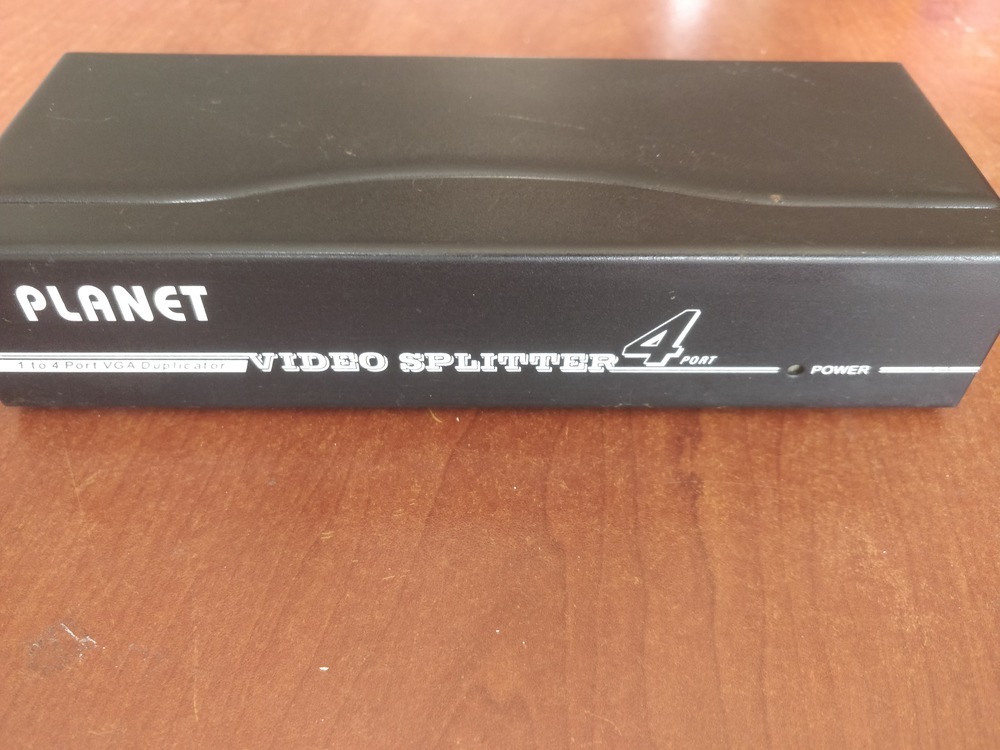 PLANET
1 to 4 Port VGA Duplicator
VIDEO SPLITTER 4 PORT
POWER